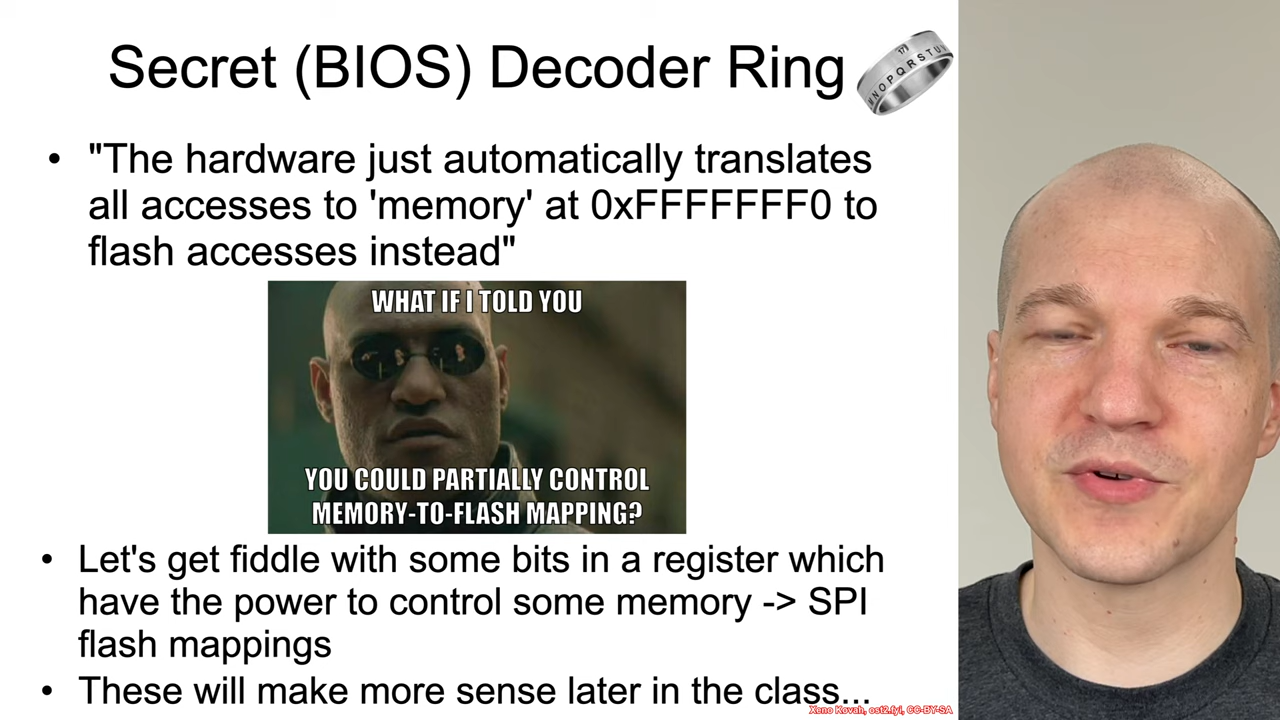 Secret (BIOS) Decoder Ring
MNOPQRSTUV
17
• "The hardware just automatically translates
all accesses to 'memory' at 0xFFFFFFF0 to
flash accesses instead"
WHAT IF I TOLD YOU
YOU COULD PARTIALLY CONTROL
MEMORY-TO-FLASH MAPPING?
• Let's get fiddle with some bits in a register which
have the power to control some memory -> SPI
flash mappings
• These will make more sense later in the class...
Xeno Kovah, ost2.fyi, CC-BY-SA